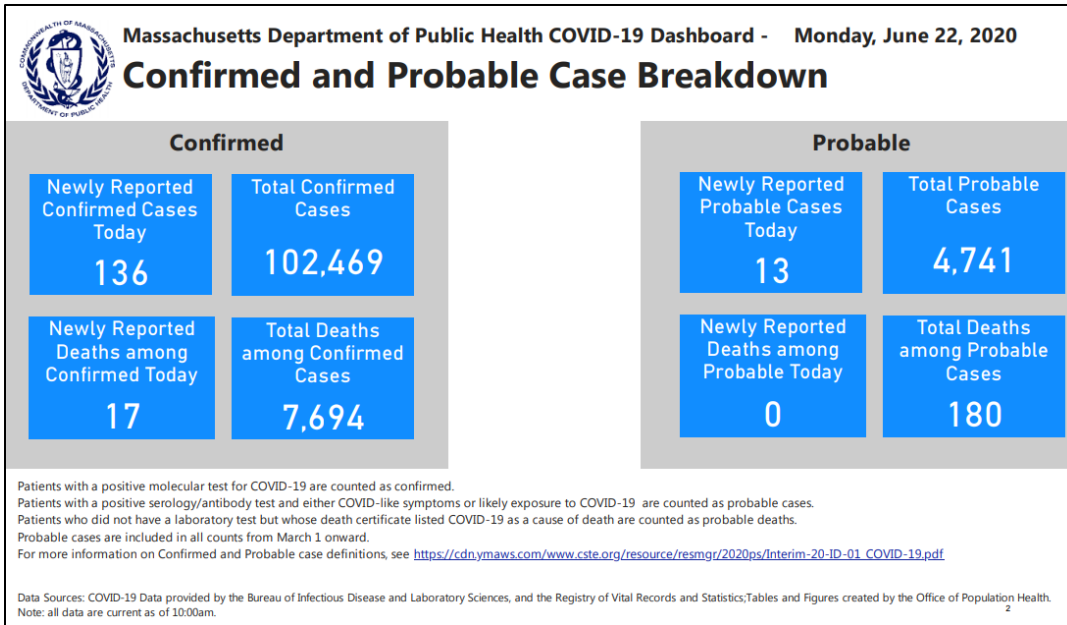 COMMONWEALTH OF MASSACHUSETTS
DEPARTMENT OF PUBLIC HEALTH
Massachusetts Department of Public Health COVID-19 Dashboard - Monday, June 22, 2020
Confirmed and Probable Case Breakdown
Confirmed
Newly Reported
Confirmed Cases
Today
136
Total Confirmed
Cases
102,469
Newly Reported
Deaths among
Confirmed Today
17
Total Deaths
among Confirmed
Cases
7,694
Probable
Newly Reported
Probable Cases
Today
13
Total Probable
Cases
4,741
Newly Reported
Deaths among
Probable Today
0
Total Deaths
among Probable
Cases
180
Patients with a positive molecular test for COVID-19 are counted as confirmed.
Patients with a positive serology/antibody test and either COVID-like symptoms or likely exposure to COVID-19 are counted as probable cases.
Patients who did not have a laboratory test but whose death certificate listed COVID-19 as a cause of death are counted as probable deaths.
Probable cases are included in all counts from March 1 onward.
For more information on Confirmed and Probable case definitions, see https://cdn.ymaws.com/www.cste.org/resource/resmgr/2020ps/Interim-20-ID-01_COVID-19.pdf
Data Sources: COVID-19 Data provided by the Bureau of Infectious Disease and Laboratory Sciences, and the Registry of Vital Records and Statistics;Tables and Figures created by the Office of Population Health.
Note: all data are current as of 10:00am.
2